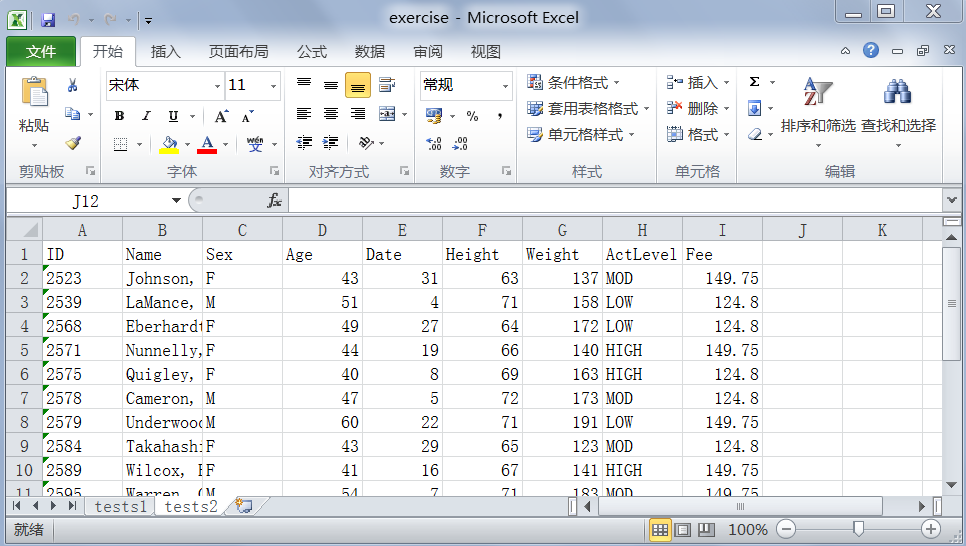 exercise - Microsoft Excel
文件 开始 插入 页面布局 公式 数据 审阅 视图
宋体 11 常规 条件格式 插入 Σ
B I U A A % , 套用表格格式 删除
粘贴 单元格样式 格式 排序和筛选 查找和选择
A wén 文 .00 .00
剪贴板 字体 对齐方式 数字 样式 单元格 编辑
J12 fx
A B C D E F G H I J K
1 ID Name Sex Age Date Height Weight ActLevel Fee
2 2523 Johnson, F 43 31 63 137 MOD 149.75
3 2539 LaMance, M 51 4 71 158 LOW 124.8
4 2568 Eberhardt F 49 27 64 172 LOW 124.8
5 2571 Nunnelly, F 44 19 66 140 HIGH 149.75
6 2575 Quigley, F 40 8 69 163 HIGH 124.8
7 2578 Cameron, M 47 5 72 173 MOD 124.8
8 2579 Underwood M 60 22 71 191 LOW 149.75
9 2584 Takahashi F 43 29 65 123 MOD 124.8
10 2589 Wilcox, F 41 16 67 141 HIGH 149.75
11 2595 Warren, M 54 7 71 183 MOD 149.75
tests1 tests2
就绪 100%